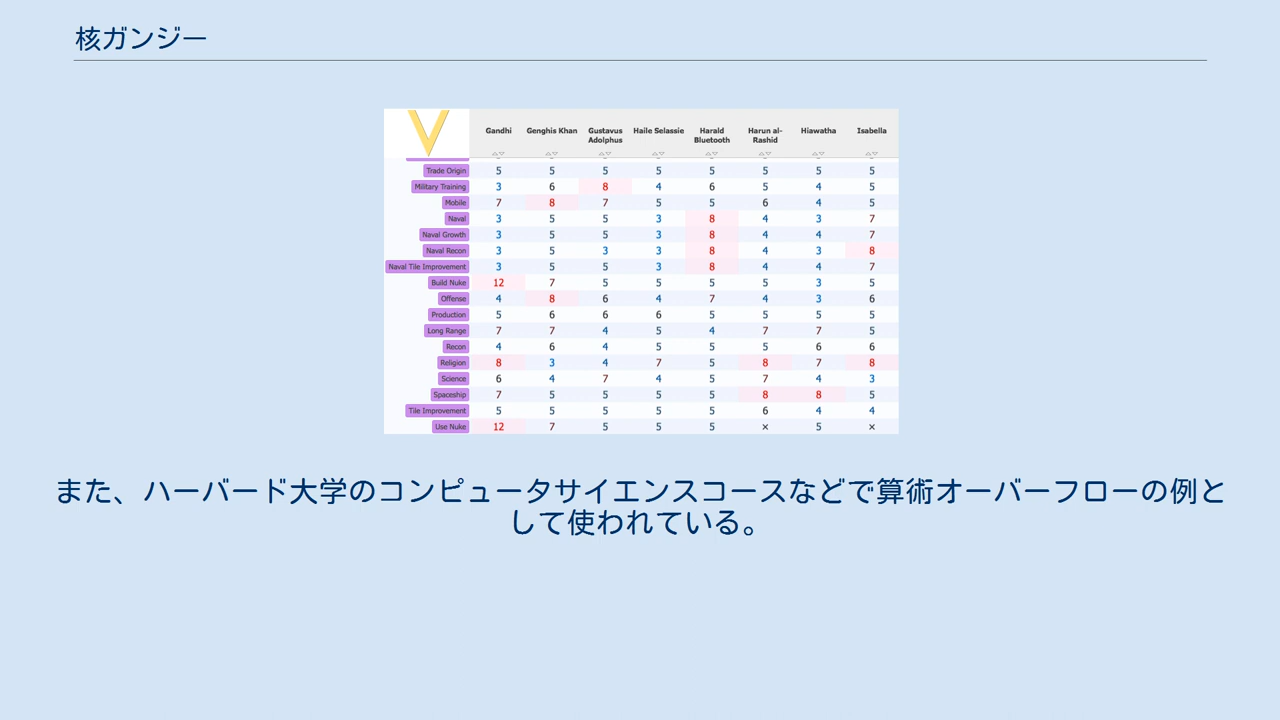 核ガンジー
V
Gandhi Genghis Khan Gustavus Adolphus Haile Selassie Harald Bluetooth Harun al-Rashid Hiawatha Isabella
Trade Origin 5 5 5 5 5 5 5 5
Military Training 3 6 8 4 6 5 4 5
Mobile 7 8 7 5 5 6 4 5
Naval 3 5 5 3 8 4 3 7
Naval Growth 3 5 5 3 8 4 4 7
Naval Recon 3 5 3 3 8 4 3 8
Naval Tile Improvement 3 5 5 3 8 4 4 7
Build Nuke 12 7 5 5 5 5 3 5
Offense 4 8 6 4 7 4 3 6
Production 5 6 6 6 5 5 5 5
Long Range 7 7 4 5 4 7 7 5
Recon 4 6 4 5 5 5 6 6
Religion 8 3 4 7 5 8 7 8
Science 6 4 7 4 5 7 4 3
Spaceship 7 5 5 5 5 8 8 5
Tile Improvement 5 5 5 5 5 6 4 4
Use Nuke 12 7 5 5 5 × 5 ×
また、ハーバード大学のコンピュータサイエンスコースなどで算術オーバーフローの例と
して使われている。